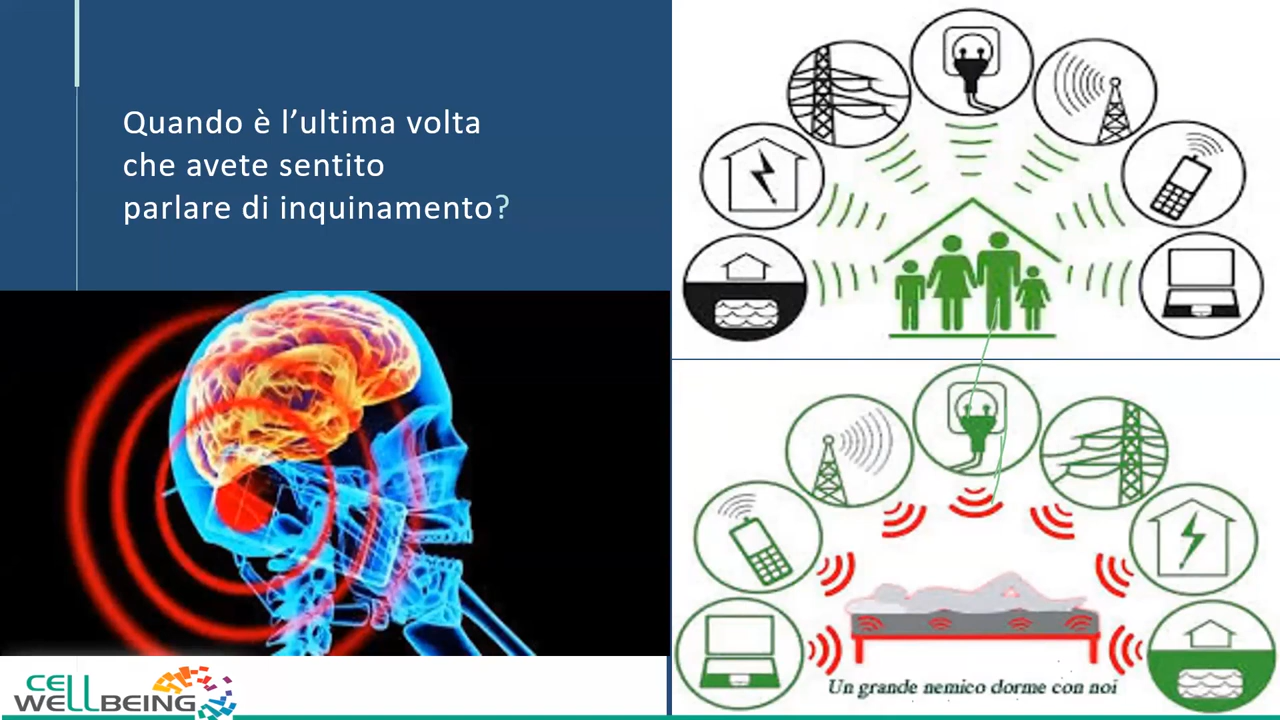 Quando è l’ultima volta
che avete sentito
parlare di inquinamento?
Un grande nemico dorme con noi
CELL
WELLBEING